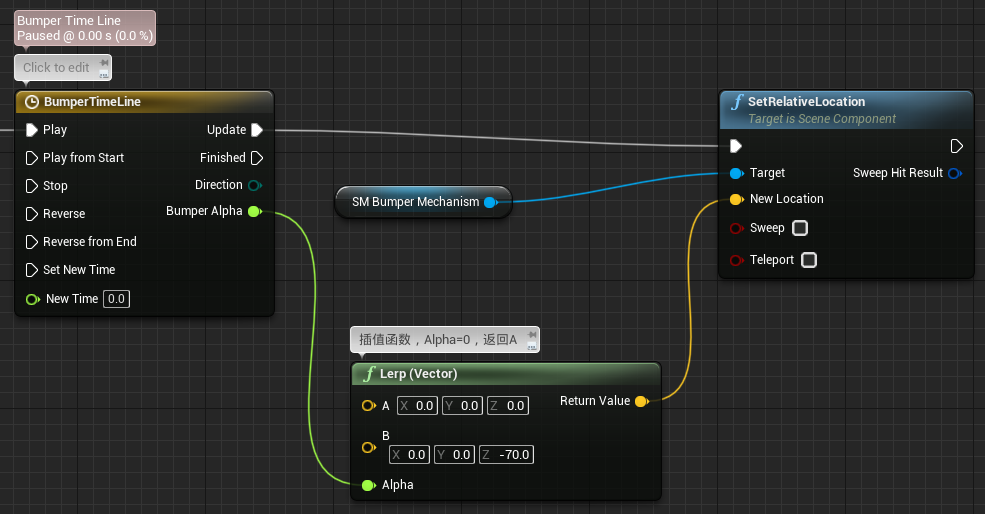 Bumper Time Line
Paused @ 0.00 s (0.0 %)
Click to edit
BumperTimeLine
Play
Update
Play from Start
Finished
Stop
Direction
Reverse
Bumper Alpha
Reverse from End
Set New Time
New Time 0.0
SM Bumper Mechanism
SetRelativeLocation
Target is Scene Component
Target
Sweep Hit Result
New Location
Sweep
Teleport
插值函数，Alpha=0，返回A
Lerp (Vector)
A X 0.0 Y 0.0 Z 0.0
Return Value
B
X 0.0 Y 0.0 Z -70.0
Alpha